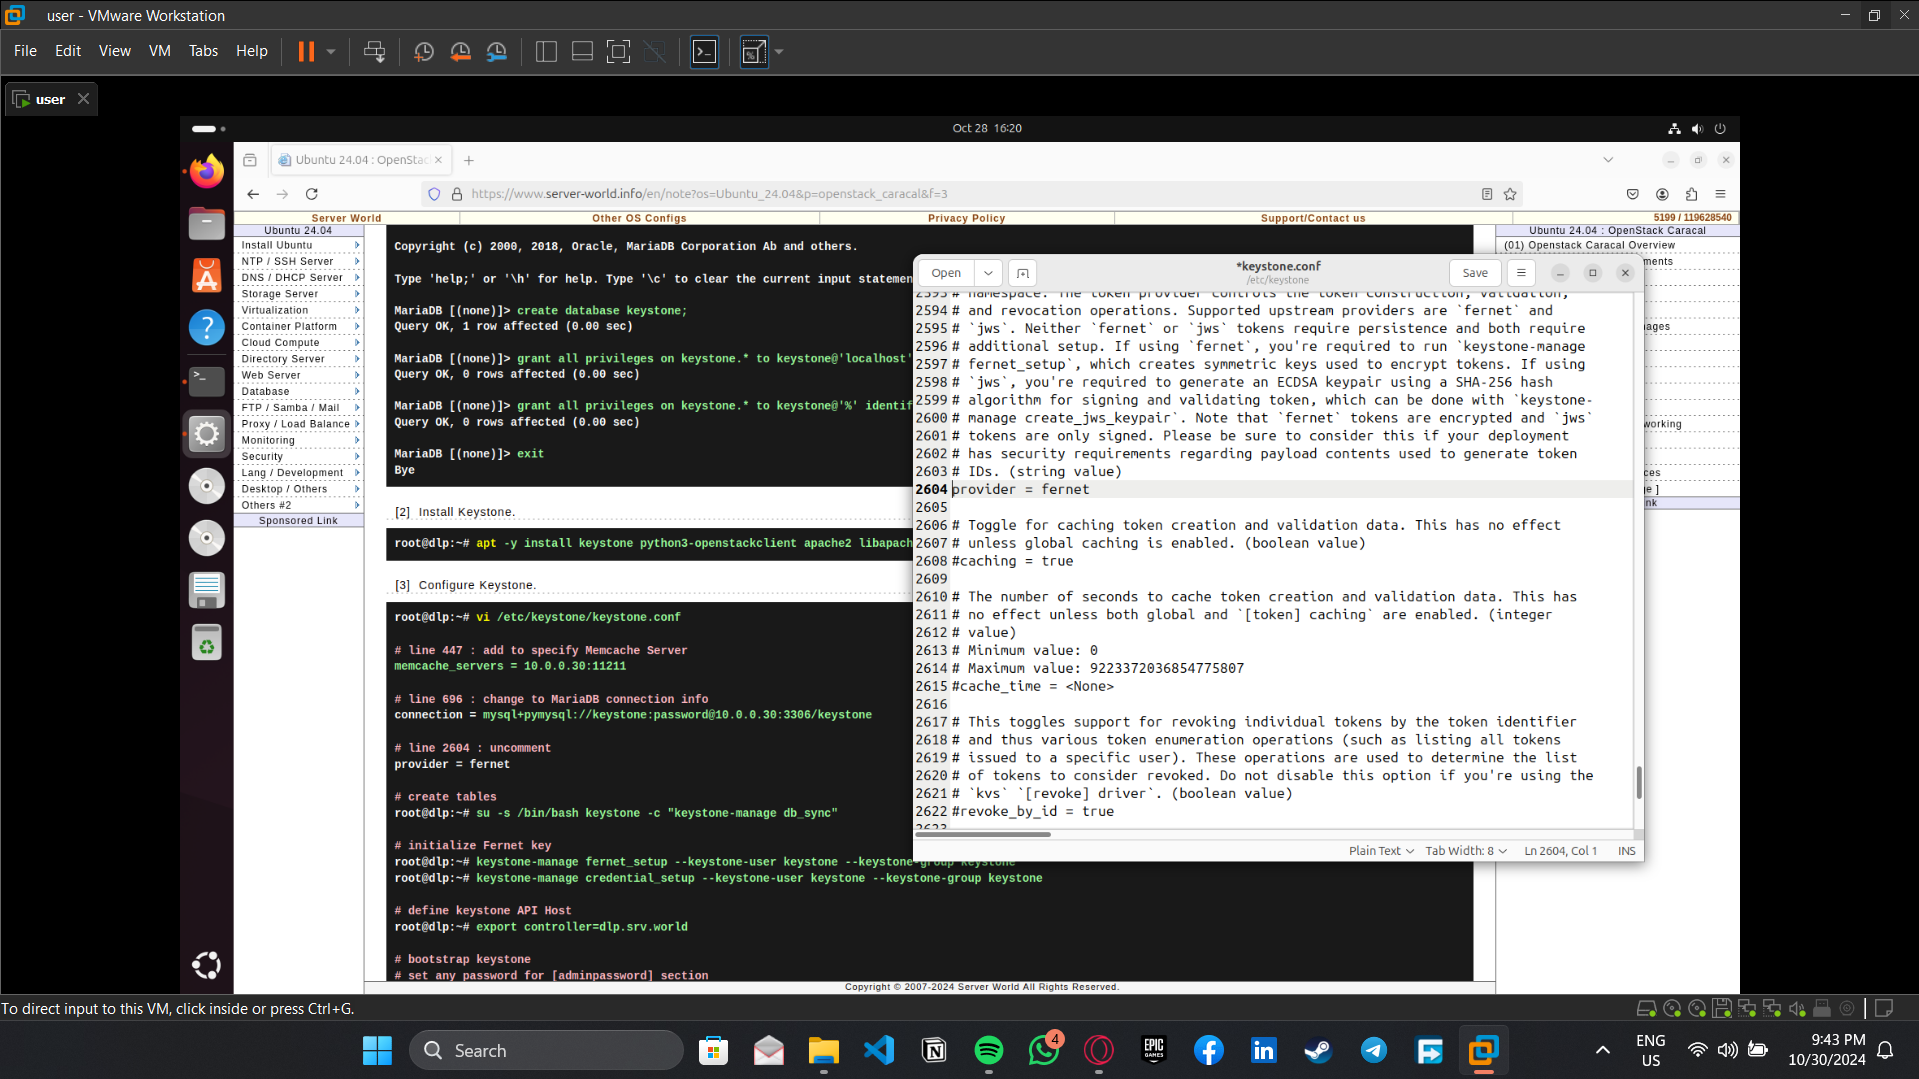 user - VMware Workstation
File Edit View VM Tabs Help
user
Oct 28 16:20
Ubuntu 24.04 : OpenStac
https://www.server-world.info/en/note?os=Ubuntu_24.04&p=openstack_caracal&f=3
Server World Other OS Configs Privacy Policy Support/Contact us 5199 / 119628540
Ubuntu 24.04
Install Ubuntu
NTP / SSH Server
DNS / DHCP Server
Storage Server
Virtualization
Container Platform
Cloud Compute
Directory Server
Web Server
Database
FTP / Samba / Mail
Proxy / Load Balance
Monitoring
Security
Lang / Development
Desktop / Others
Others #2
Sponsored Link
Copyright (c) 2000, 2018, Oracle, MariaDB Corporation Ab and others.
Type 'help;' or '\h' for help. Type '\c' to clear the current input statemen
MariaDB [(none)]> create database keystone;
Query OK, 1 row affected (0.00 sec)
MariaDB [(none)]> grant all privileges on keystone.* to keystone@'localhost'
Query OK, 0 rows affected (0.00 sec)
MariaDB [(none)]> grant all privileges on keystone.* to keystone@'%' identif
Query OK, 0 rows affected (0.00 sec)
MariaDB [(none)]> exit
Bye
[2] Install Keystone.
root@dlp:~# apt -y install keystone python3-openstackclient apache2 libapach
[3] Configure Keystone.
root@dlp:~# vi /etc/keystone/keystone.conf
# line 447 : add to specify Memcache Server
memcache_servers = 10.0.0.30:11211
# line 696 : change to MariaDB connection info
connection = mysql+pymysql://keystone:password@10.0.0.30:3306/keystone
# line 2604 : uncomment
provider = fernet
# create tables
root@dlp:~# su -s /bin/bash keystone -c "keystone-manage db_sync"
# initialize Fernet key
root@dlp:~# keystone-manage fernet_setup --keystone-user keystone --keystone-group keystone
root@dlp:~# keystone-manage credential_setup --keystone-user keystone --keystone-group keystone
# define keystone API Host
root@dlp:~# export controller=dlp.srv.world
# bootstrap keystone
# set any password for [adminpassword] section
Copyright © 2007-2024 Server World All Rights Reserved.
Ubuntu 24.04 : OpenStack Caracal
(01) Openstack Caracal Overview
ments
ages
working
ces
ge ]
nk
Open *keystone.conf Save
/etc/keystone
2593 # namespace. The token provider controls the token construction, validation,
2594 # and revocation operations. Supported upstream providers are `fernet` and
2595 # `jws`. Neither `fernet` or `jws` tokens require persistence and both require
2596 # additional setup. If using `fernet`, you're required to run `keystone-manage
2597 # fernet_setup`, which creates symmetric keys used to encrypt tokens. If using
2598 # `jws`, you're required to generate an ECDSA keypair using a SHA-256 hash
2599 # algorithm for signing and validating token, which can be done with `keystone-
2600 # manage create_jws_keypair`. Note that `fernet` tokens are encrypted and `jws`
2601 # tokens are only signed. Please be sure to consider this if your deployment
2602 # has security requirements regarding payload contents used to generate token
2603 # IDs. (string value)
2604 provider = fernet
2605
2606 # Toggle for caching token creation and validation data. This has no effect
2607 # unless global caching is enabled. (boolean value)
2608 #caching = true
2609
2610 # The number of seconds to cache token creation and validation data. This has
2611 # no effect unless both global and `[token] caching` are enabled. (integer
2612 # value)
2613 # Minimum value: 0
2614 # Maximum value: 9223372036854775807
2615 #cache_time = <None>
2616
2617 # This toggles support for revoking individual tokens by the token identifier
2618 # and thus various token enumeration operations (such as listing all tokens
2619 # issued to a specific user). These operations are used to determine the list
2620 # of tokens to consider revoked. Do not disable this option if you're using the
2621 # `kvs` `[revoke] driver`. (boolean value)
2622 #revoke_by_id = true
2623
Plain Text Tab Width: 8 Ln 2604, Col 1 INS
To direct input to this VM, click inside or press Ctrl+G.
Search
4
EPIC GAMES
ENG
US
9:43 PM
10/30/2024